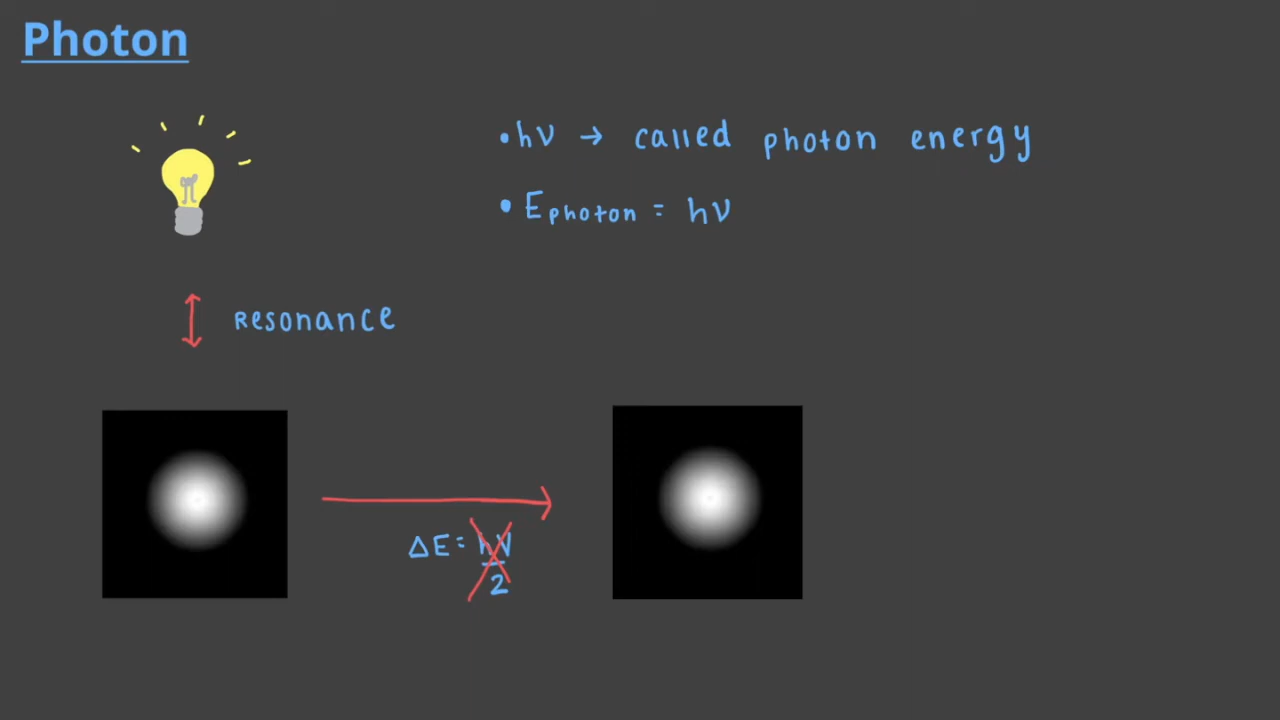 Photon
• hν → called photon energy
• Ephoton = hν
Resonance
ΔE = hν/2